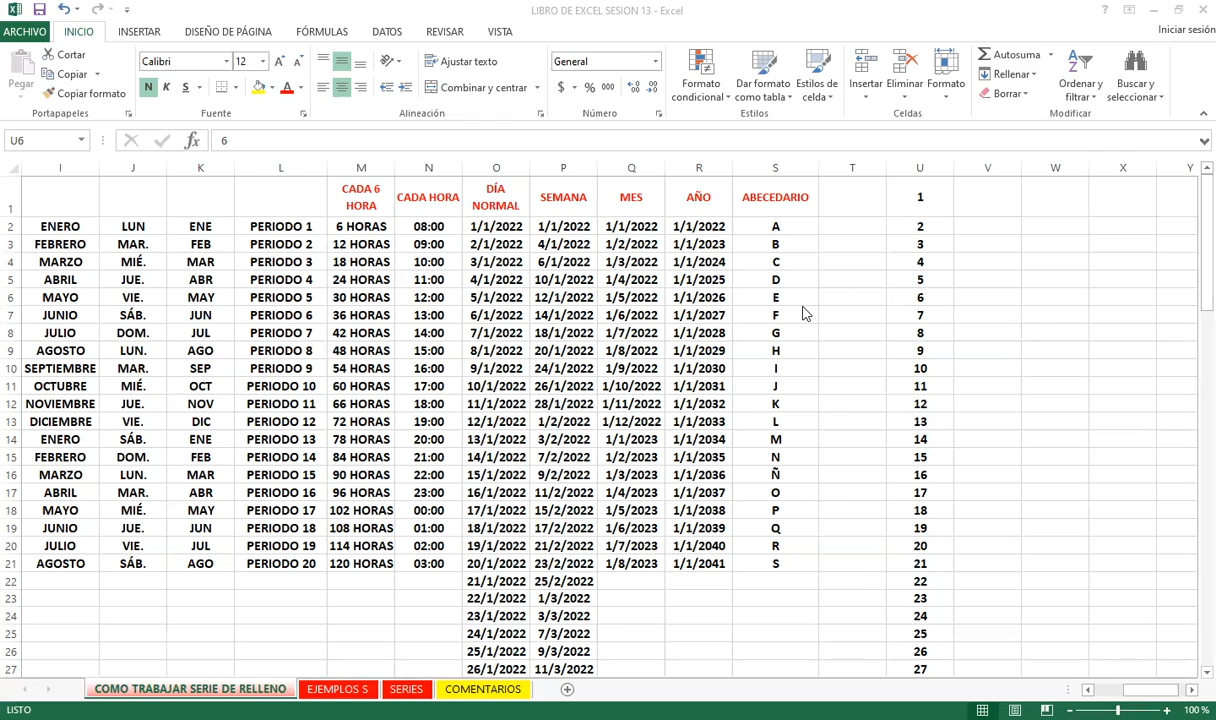 LIBRO DE EXCEL SESION 13 - Excel
?
ARCHIVO INICIO INSERTAR DISEÑO DE PÁGINA FÓRMULAS DATOS REVISAR VISTA Iniciar sesión
Pegar Cortar Copiar Copiar formato
Calibri 12 N K S A
Ajustar texto
Combinar y centrar
General
$ % 000
Formato condicional Dar formato como tabla Estilos de celda
Insertar Eliminar Formato
Autosuma
Rellenar
Borrar
Ordenar y filtrar Buscar y seleccionar
Portapapeles Fuente Alineación Número Estilos Celdas Modificar
U6 fx 6
I J K L M N O P Q R S T U V W X Y
1 CADA 6 HORA CADA HORA DÍA NORMAL SEMANA MES AÑO ABECEDARIO 1
2 ENERO LUN ENE PERIODO 1 6 HORAS 08:00 1/1/2022 1/1/2022 1/1/2022 1/1/2022 A 2
3 FEBRERO MAR. FEB PERIODO 2 12 HORAS 09:00 2/1/2022 4/1/2022 1/2/2022 1/1/2023 B 3
4 MARZO MIÉ. MAR PERIODO 3 18 HORAS 10:00 3/1/2022 6/1/2022 1/3/2022 1/1/2024 C 4
5 ABRIL JUE. ABR PERIODO 4 24 HORAS 11:00 4/1/2022 10/1/2022 1/4/2022 1/1/2025 D 5
6 MAYO VIE. MAY PERIODO 5 30 HORAS 12:00 5/1/2022 12/1/2022 1/5/2022 1/1/2026 E 6
7 JUNIO SÁB. JUN PERIODO 6 36 HORAS 13:00 6/1/2022 14/1/2022 1/6/2022 1/1/2027 F 7
8 JULIO DOM. JUL PERIODO 7 42 HORAS 14:00 7/1/2022 18/1/2022 1/7/2022 1/1/2028 G 8
9 AGOSTO LUN. AGO PERIODO 8 48 HORAS 15:00 8/1/2022 20/1/2022 1/8/2022 1/1/2029 H 9
10 SEPTIEMBRE MAR. SEP PERIODO 9 54 HORAS 16:00 9/1/2022 24/1/2022 1/9/2022 1/1/2030 I 10
11 OCTUBRE MIÉ. OCT PERIODO 10 60 HORAS 17:00 10/1/2022 26/1/2022 1/10/2022 1/1/2031 J 11
12 NOVIEMBRE JUE. NOV PERIODO 11 66 HORAS 18:00 11/1/2022 28/1/2022 1/11/2022 1/1/2032 K 12
13 DICIEMBRE VIE. DIC PERIODO 12 72 HORAS 19:00 12/1/2022 1/2/2022 1/12/2022 1/1/2033 L 13
14 ENERO SÁB. ENE PERIODO 13 78 HORAS 20:00 13/1/2022 3/2/2022 1/1/2023 1/1/2034 M 14
15 FEBRERO DOM. FEB PERIODO 14 84 HORAS 21:00 14/1/2022 7/2/2022 1/2/2023 1/1/2035 N 15
16 MARZO LUN. MAR PERIODO 15 90 HORAS 22:00 15/1/2022 9/2/2022 1/3/2023 1/1/2036 Ñ 16
17 ABRIL MAR. ABR PERIODO 16 96 HORAS 23:00 16/1/2022 11/2/2022 1/4/2023 1/1/2037 O 17
18 MAYO MIÉ. MAY PERIODO 17 102 HORAS 00:00 17/1/2022 15/2/2022 1/5/2023 1/1/2038 P 18
19 JUNIO JUE. JUN PERIODO 18 108 HORAS 01:00 18/1/2022 17/2/2022 1/6/2023 1/1/2039 Q 19
20 JULIO VIE. JUL PERIODO 19 114 HORAS 02:00 19/1/2022 21/2/2022 1/7/2023 1/1/2040 R 20
21 AGOSTO SÁB. AGO PERIODO 20 120 HORAS 03:00 20/1/2022 23/2/2022 1/8/2023 1/1/2041 S 21
22 21/1/2022 25/2/2022 22
23 22/1/2022 1/3/2022 23
24 23/1/2022 3/3/2022 24
25 24/1/2022 7/3/2022 25
26 25/1/2022 9/3/2022 26
27 26/1/2022 11/3/2022 27
COMO TRABAJAR SERIE DE RELLENO EJEMPLOS S SERIES COMENTARIOS
LISTO 100 %